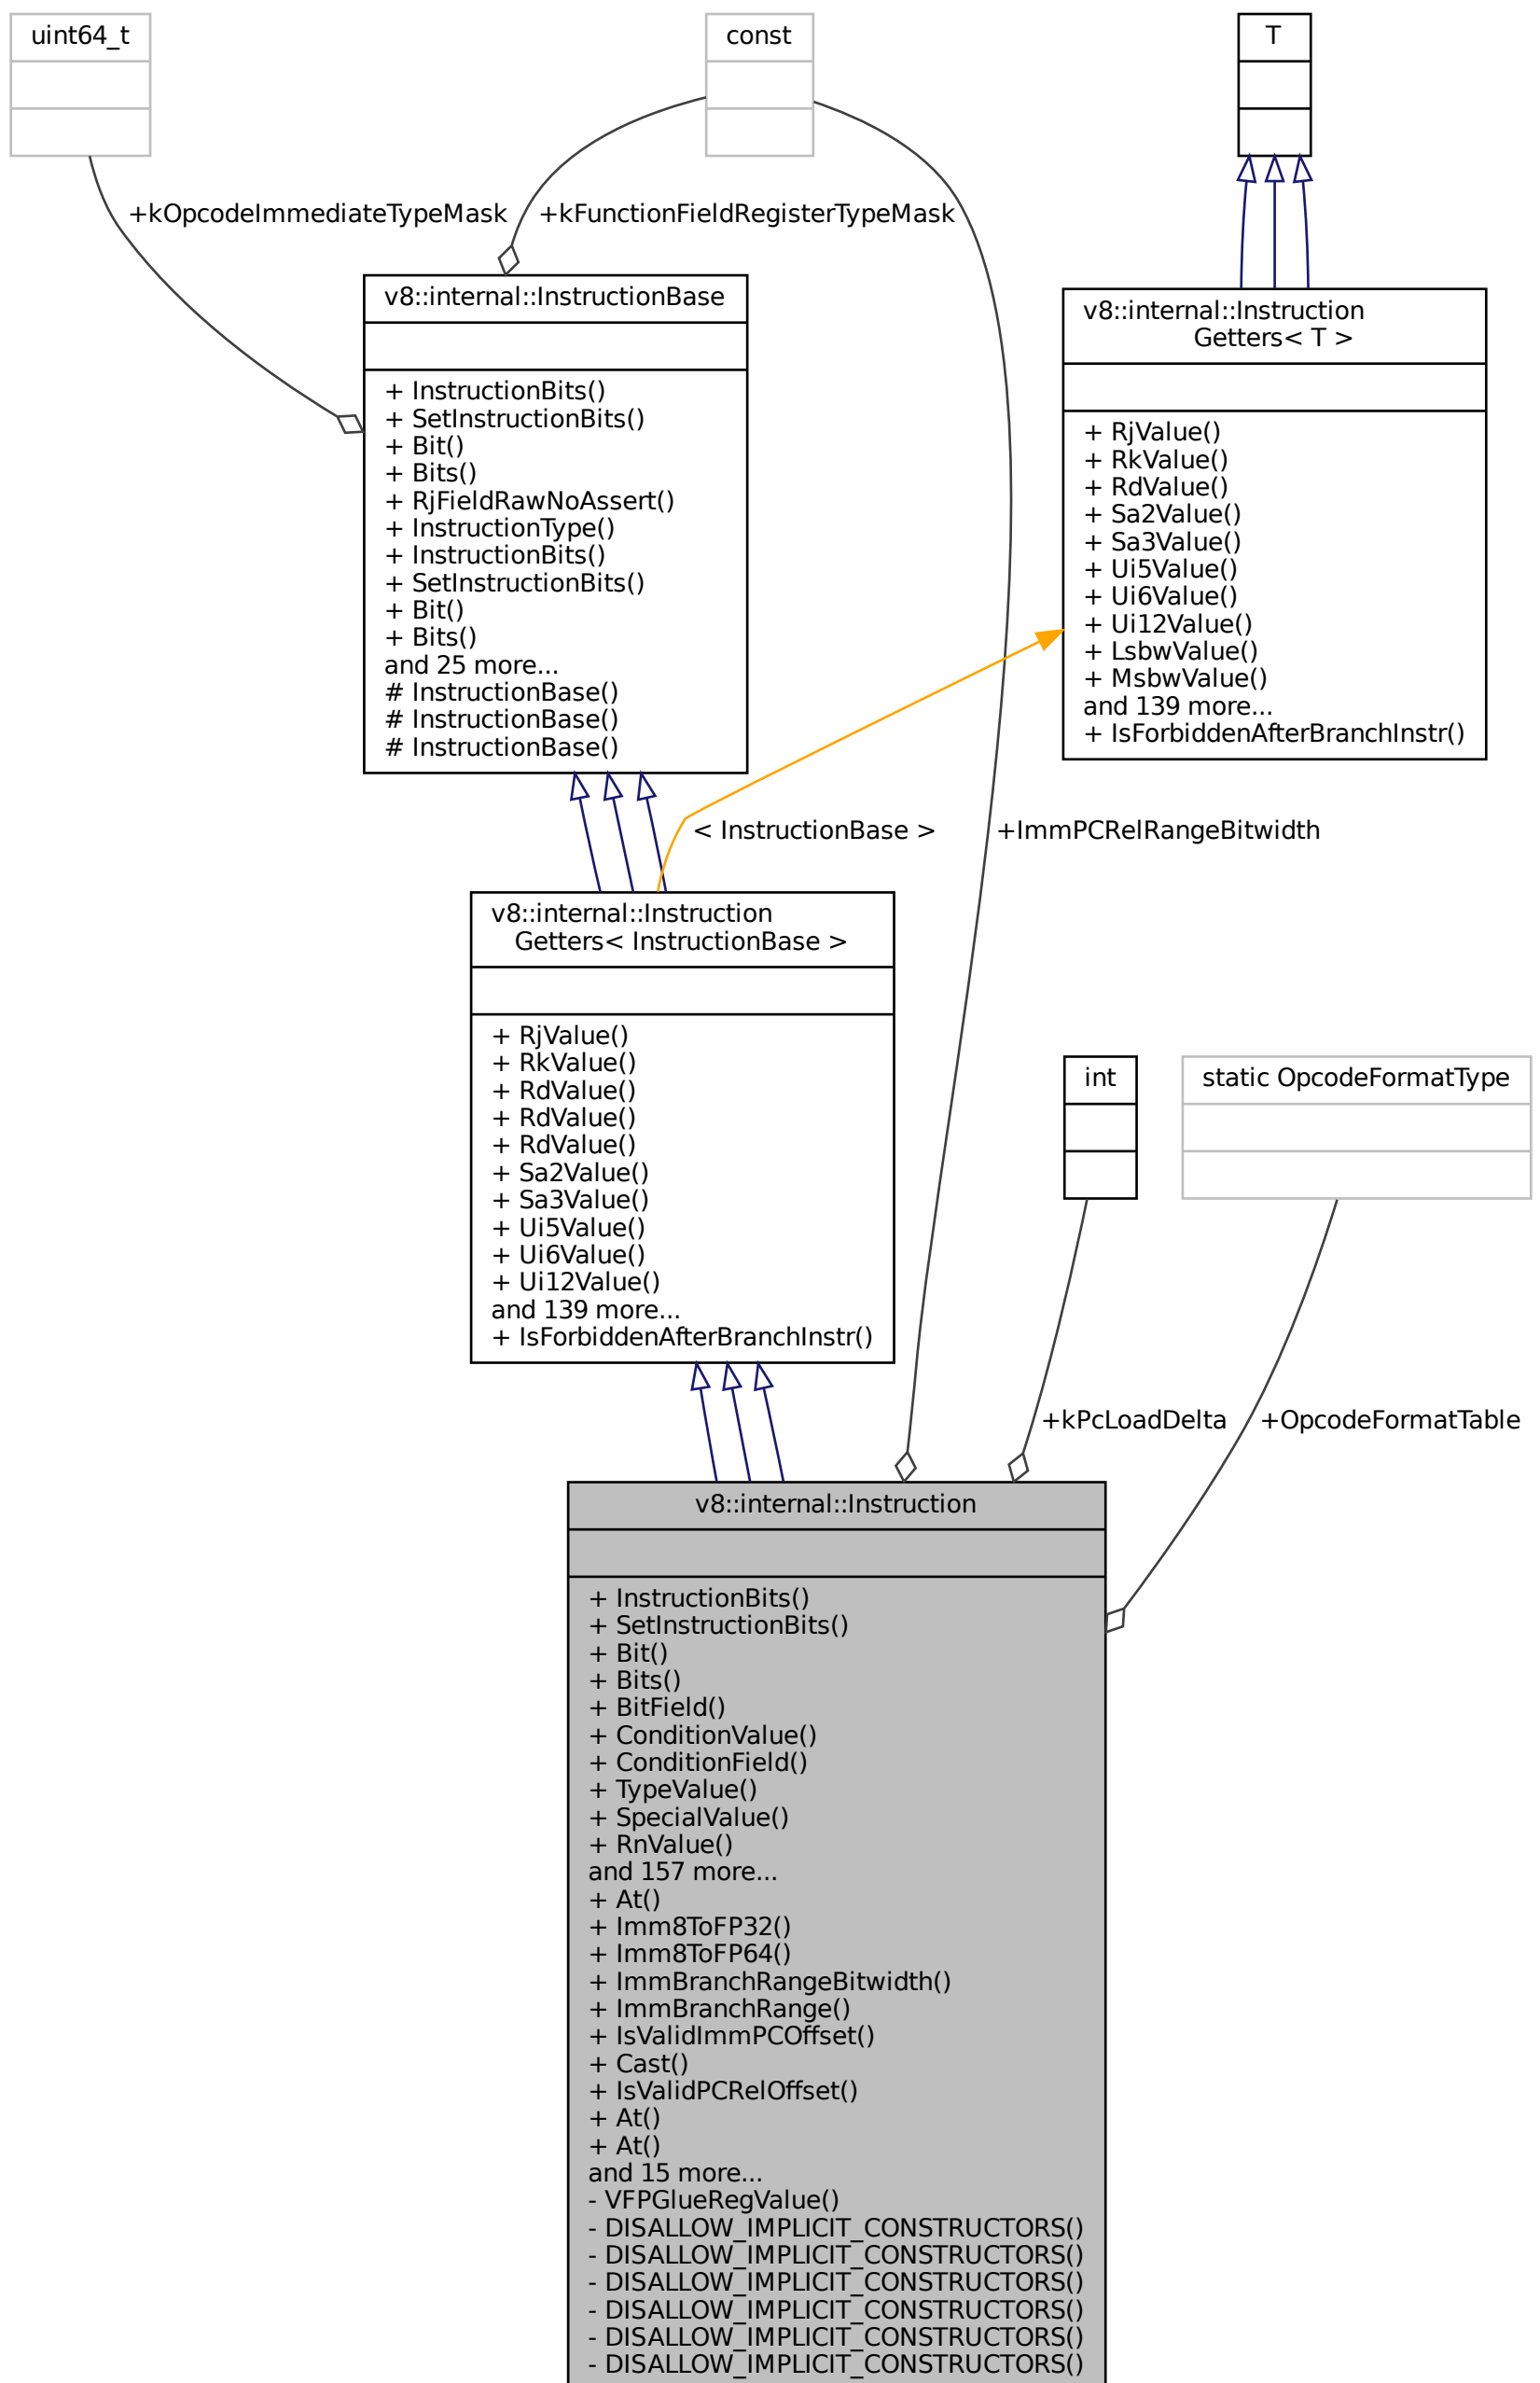 uint64_t
const
T
+kOpcodeImmediateTypeMask
+kFunctionFieldRegisterTypeMask
v8::internal::InstructionBase
+ InstructionBits()
+ SetInstructionBits()
+ Bit()
+ Bits()
+ RjFieldRawNoAssert()
+ InstructionType()
+ InstructionBits()
+ SetInstructionBits()
+ Bit()
+ Bits()
and 25 more...
# InstructionBase()
# InstructionBase()
# InstructionBase()
v8::internal::Instruction
Getters< T >
+ RjValue()
+ RkValue()
+ RdValue()
+ Sa2Value()
+ Sa3Value()
+ Ui5Value()
+ Ui6Value()
+ Ui12Value()
+ LsbwValue()
+ MsbwValue()
and 139 more...
+ IsForbiddenAfterBranchInstr()
< InstructionBase >
+ImmPCRelRangeBitwidth
v8::internal::Instruction
Getters< InstructionBase >
+ RjValue()
+ RkValue()
+ RdValue()
+ RdValue()
+ RdValue()
+ Sa2Value()
+ Sa3Value()
+ Ui5Value()
+ Ui6Value()
+ Ui12Value()
and 139 more...
+ IsForbiddenAfterBranchInstr()
int
static OpcodeFormatType
+kPcLoadDelta
+OpcodeFormatTable
v8::internal::Instruction
+ InstructionBits()
+ SetInstructionBits()
+ Bit()
+ Bits()
+ BitField()
+ ConditionValue()
+ ConditionField()
+ TypeValue()
+ SpecialValue()
+ RnValue()
and 157 more...
+ At()
+ Imm8ToFP32()
+ Imm8ToFP64()
+ ImmBranchRangeBitwidth()
+ ImmBranchRange()
+ IsValidImmPCOffset()
+ Cast()
+ IsValidPCRelOffset()
+ At()
+ At()
and 15 more...
- VFPGlueRegValue()
- DISALLOW_IMPLICIT_CONSTRUCTORS()
- DISALLOW_IMPLICIT_CONSTRUCTORS()
- DISALLOW_IMPLICIT_CONSTRUCTORS()
- DISALLOW_IMPLICIT_CONSTRUCTORS()
- DISALLOW_IMPLICIT_CONSTRUCTORS()
- DISALLOW_IMPLICIT_CONSTRUCTORS()